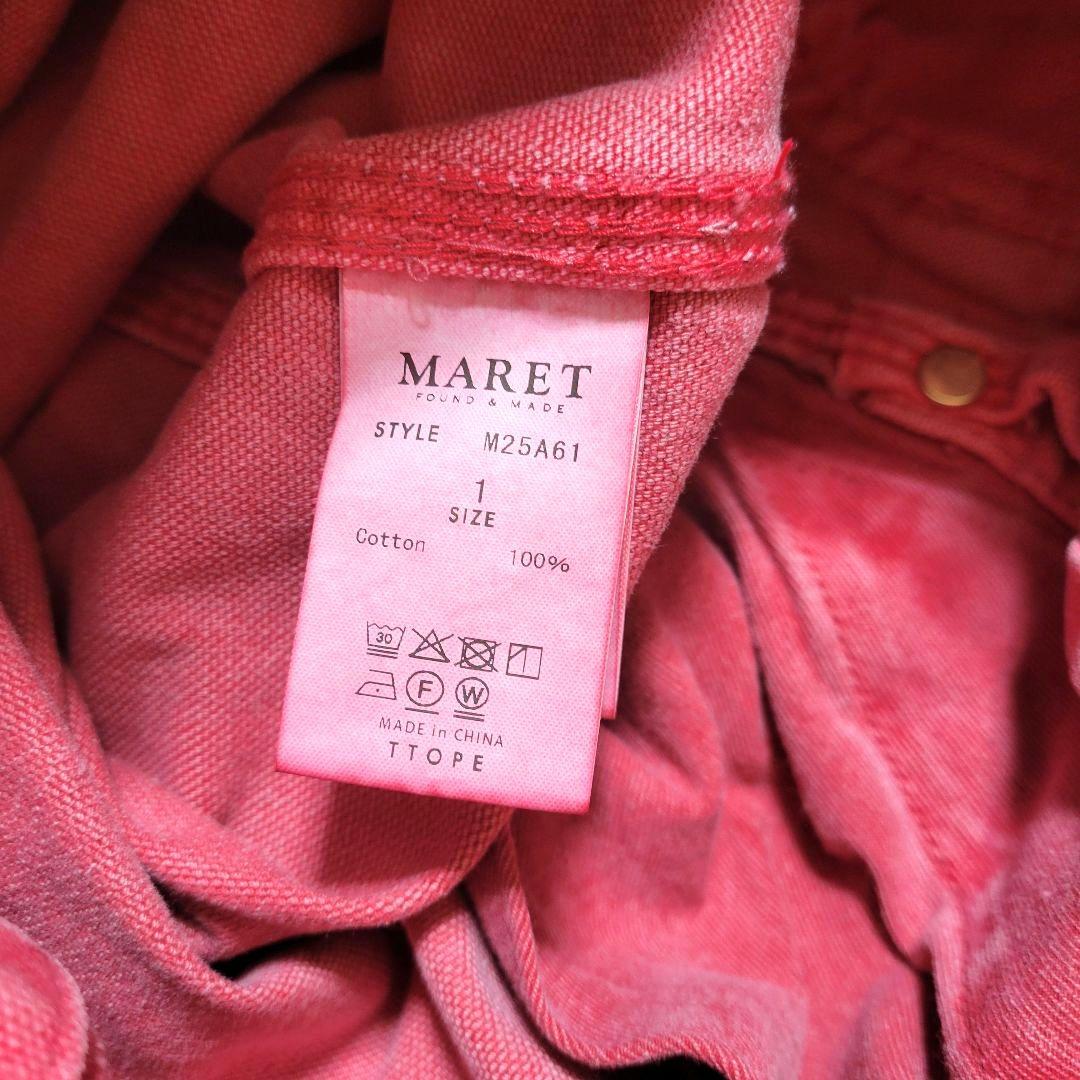 MARET
FOUND & MADE
STYLE M25A61
1
SIZE
Cotton 100%
30
F W
MADE in CHINA
TTOPE